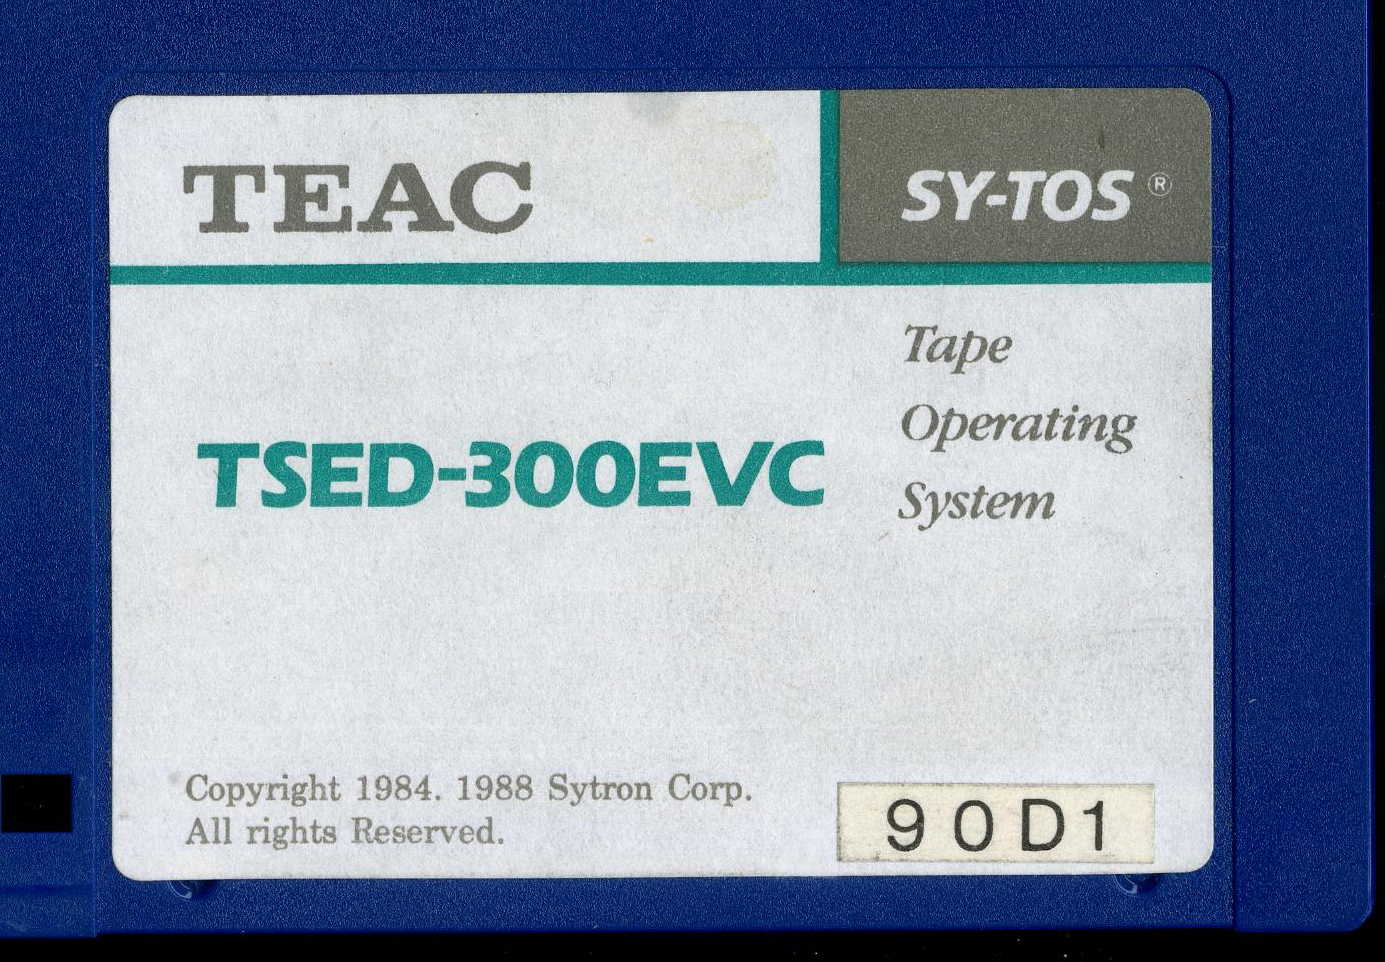 TEAC
SY-TOS ®
Tape
Operating
System
TSED-300EVC
Copyright 1984. 1988 Sytron Corp.
All rights Reserved.
90D1